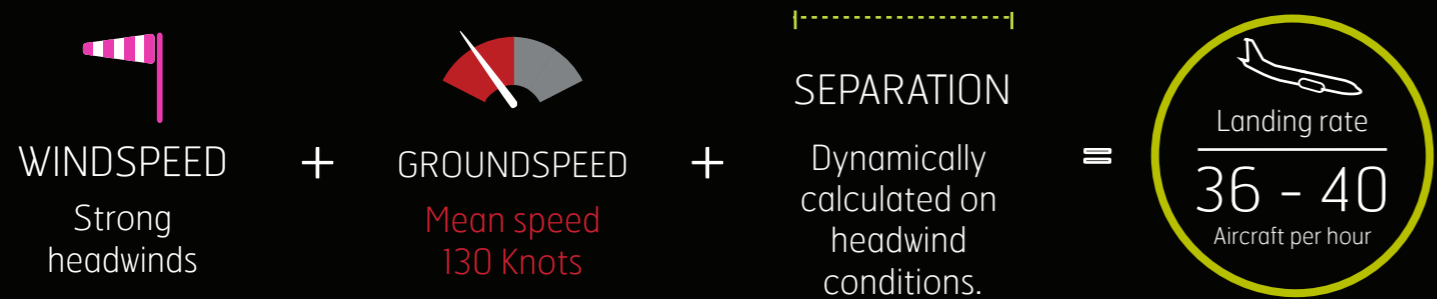 WINDSPEED
Strong
headwinds
+
GROUNDSPEED
Mean speed
130 Knots
+
SEPARATION
Dynamically
calculated on
headwind
conditions.
=
Landing rate
36 - 40
Aircraft per hour